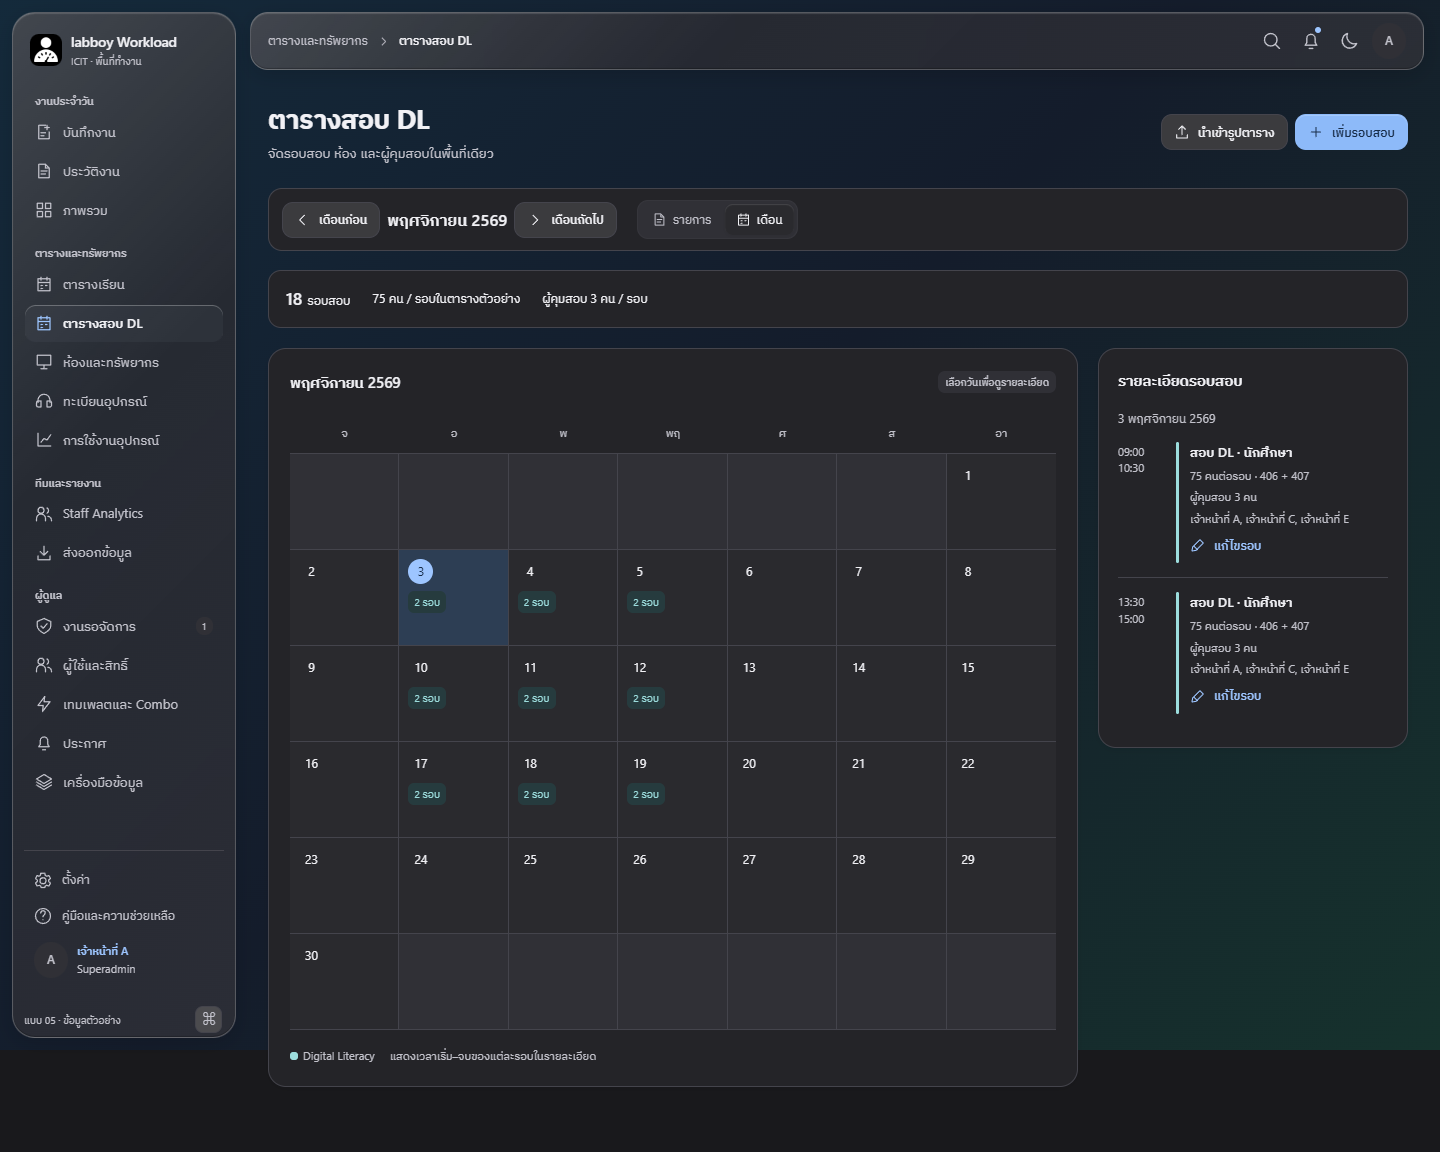 labboy Workload
ICIT · พื้นที่ทำงาน
งานประจำวัน
บันทึกงาน
ประวัติงาน
ภาพรวม
ตารางและทรัพยากร
ตารางเรียน
ตารางสอบ DL
ห้องและทรัพยากร
ทะเบียนอุปกรณ์
การใช้งานอุปกรณ์
ทีมและรายงาน
Staff Analytics
ส่งออกข้อมูล
ผู้ดูแล
งานรอจัดการ 1
ผู้ใช้และสิทธิ์
เทมเพลตและ Combo
ประกาศ
เครื่องมือข้อมูล
ตั้งค่า
คู่มือและความช่วยเหลือ
A
เจ้าหน้าที่ A
Superadmin
แบบ 05 · ข้อมูลตัวอย่าง
ตารางและทรัพยากร ตารางสอบ DL
A
ตารางสอบ DL
จัดรอบสอบ ห้อง และผู้คุมสอบในพื้นที่เดียว
นำเข้ารูปตาราง
เพิ่มรอบสอบ
เดือนก่อน พฤศจิกายน 2569 เดือนถัดไป รายการ เดือน
18 รอบสอบ 75 คน / รอบในตารางตัวอย่าง ผู้คุมสอบ 3 คน / รอบ
พฤศจิกายน 2569 เลือกวันเพื่อดูรายละเอียด
จ อ พ พฤ ศ ส อา
1
2 3 4 5 6 7 8
2 รอบ 2 รอบ 2 รอบ
9 10 11 12 13 14 15
2 รอบ 2 รอบ 2 รอบ
16 17 18 19 20 21 22
2 รอบ 2 รอบ 2 รอบ
23 24 25 26 27 28 29
30
Digital Literacy แสดงเวลาเริ่ม–จบของแต่ละรอบในรายละเอียด
รายละเอียดรอบสอบ
3 พฤศจิกายน 2569
09:00
10:30
สอบ DL · นักศึกษา
75 คนต่อรอบ · 406 + 407
ผู้คุมสอบ 3 คน
เจ้าหน้าที่ A, เจ้าหน้าที่ C, เจ้าหน้าที่ E
แก้ไขรอบ
13:30
15:00
สอบ DL · นักศึกษา
75 คนต่อรอบ · 406 + 407
ผู้คุมสอบ 3 คน
เจ้าหน้าที่ A, เจ้าหน้าที่ C, เจ้าหน้าที่ E
แก้ไขรอบ